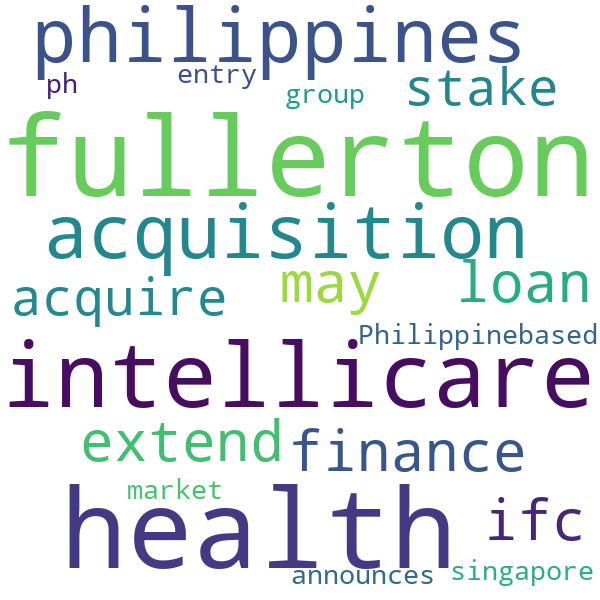 philippines
ph entry group stake
fullerton
acquisition
acquire may loan
Philippinebased
intellicare
extend finance
market
health ifc
announces singapore